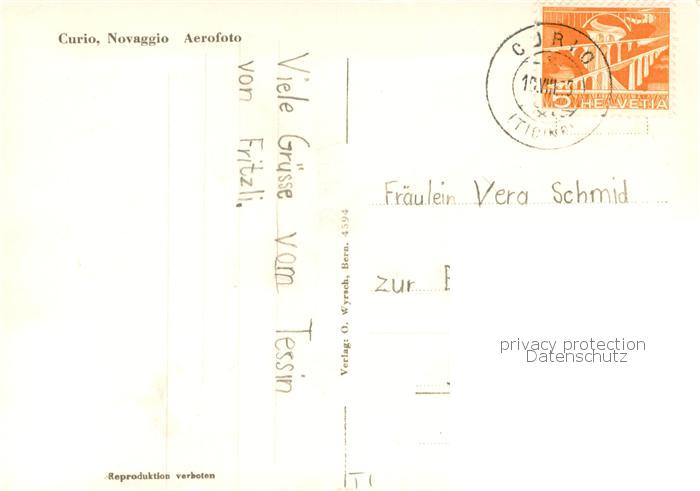 Curio, Novaggio Aerofoto
Viele Grüsse vom Tessin
von Fritzli.
Verlag: O. Wyrsch, Bern. 4594
Reproduktion verboten
CURIO
(TICINO)
5 HELVETIA
Fräulein Vera Schmid
zur
privacy protection
Datenschutz